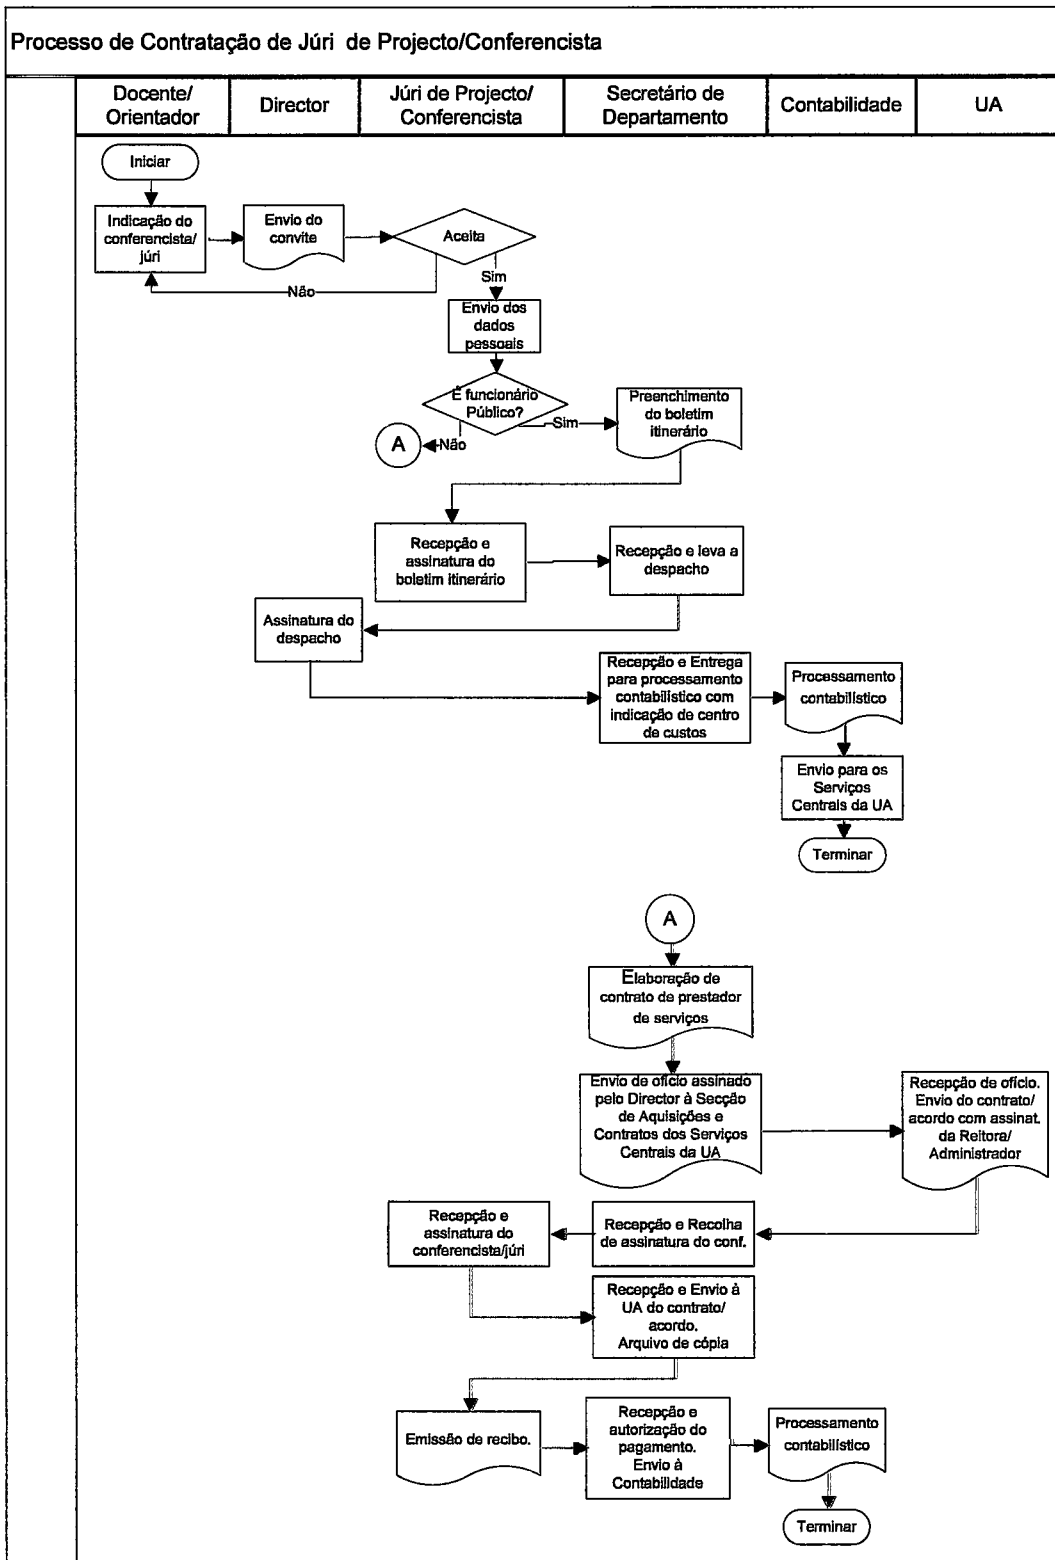 Processo de Contratação de Júri de Projecto/Conferencista
Docente/
Orientador
Director
Júri de Projecto/
Conferencista
Secretário de
Departamento
Contabilidade
UA
Iniciar
Indicação do
conferencista/
júri
Envio do
convite
Aceita
Sim
Não
Envio dos
dados
pessoais
É funcionário
Público?
Sim
Não
A
Preenchimento
do boletim
itinerário
Recepção e
assinatura do
boletim itinerário
Recepção e leva a
despacho
Assinatura do
despacho
Recepção e Entrega
para processamento
contabilístico com
indicação de centro
de custos
Processamento
contabilístico
Envio para os
Serviços
Centrais da UA
Terminar
A
Elaboração de
contrato de prestador
de serviços
Envio de ofício assinado
pelo Director à Secção
de Aquisições e
Contratos dos Serviços
Centrais da UA
Recepção de ofício.
Envio do contrato/
acordo com assinat.
da Reitora/
Administrador
Recepção e
assinatura do
conferencista/júri
Recepção e Recolha
de assinatura do conf.
Recepção e Envio à
UA do contrato/
acordo.
Arquivo de cópia
Emissão de recibo.
Recepção e
autorização do
pagamento.
Envio à
Contabilidade
Processamento
contabilístico
Terminar